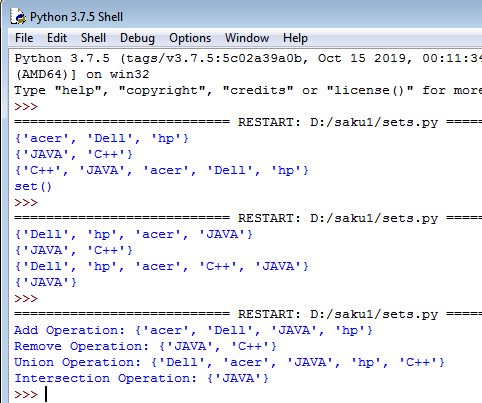 Python 3.7.5 Shell
File Edit Shell Debug Options Window Help
Python 3.7.5 (tags/v3.7.5:5c02a39a0b, Oct 15 2019, 00:11:34
(AMD64)] on win32
Type "help", "copyright", "credits" or "license()" for more
>>>
=========================== RESTART: D:/saku1/sets.py =====
{'acer', 'Dell', 'hp'}
{'JAVA', 'C++'}
{'C++', 'JAVA', 'acer', 'Dell', 'hp'}
set()
>>>
=========================== RESTART: D:/saku1/sets.py =====
{'Dell', 'hp', 'acer', 'JAVA'}
{'JAVA', 'C++'}
{'Dell', 'hp', 'acer', 'C++', 'JAVA'}
{'JAVA'}
>>>
=========================== RESTART: D:/saku1/sets.py =====
Add Operation: {'acer', 'Dell', 'JAVA', 'hp'}
Remove Operation: {'JAVA', 'C++'}
Union Operation: {'Dell', 'acer', 'JAVA', 'hp', 'C++'}
Intersection Operation: {'JAVA'}
>>>